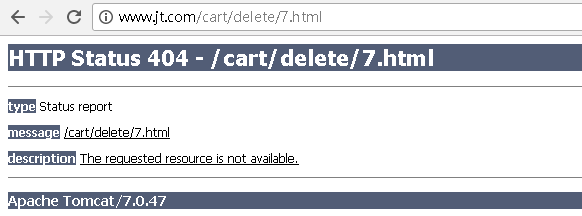 www.jt.com/cart/delete/7.html
HTTP Status 404 - /cart/delete/7.html
type Status report
message /cart/delete/7.html
description The requested resource is not available.
Apache Tomcat/7.0.47